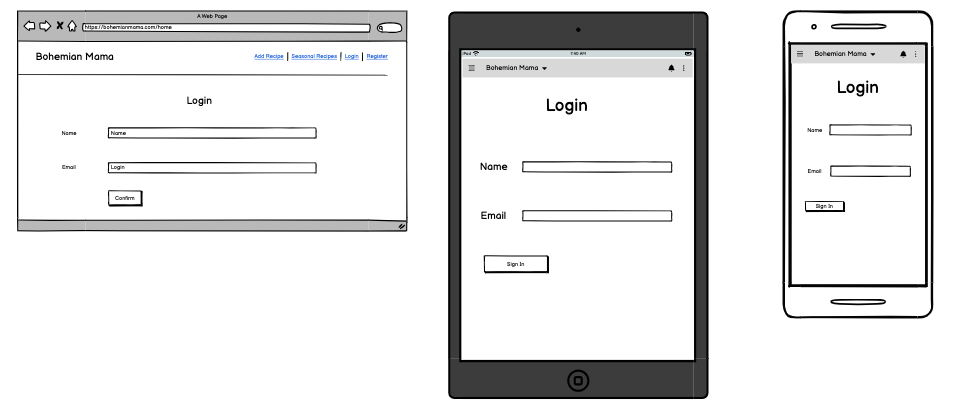 A Web Page
https://bohemianmama.com/home
Bohemian Mama
Add Recipe | Seasonal Recipes | Login | Register
Login
Name Name
Email Login
Confirm
iPad 7:50 AM
Bohemian Mama
Login
Name
Email
Sign In
Bohemian Mama
Login
Name
Email
Sign In